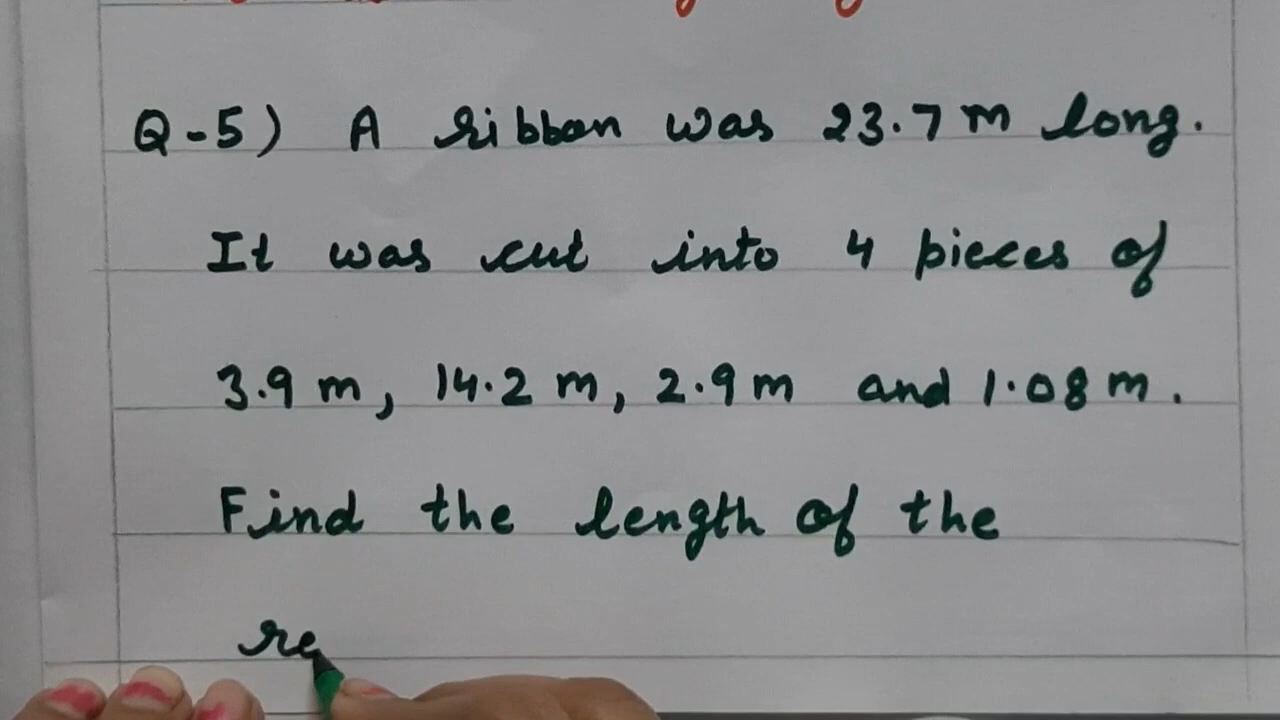 Q-5) A ribbon was 23.7 m long.
It was cut into 4 pieces of
3.9 m, 14.2 m, 2.9 m and 1.08 m.
Find the length of the
re